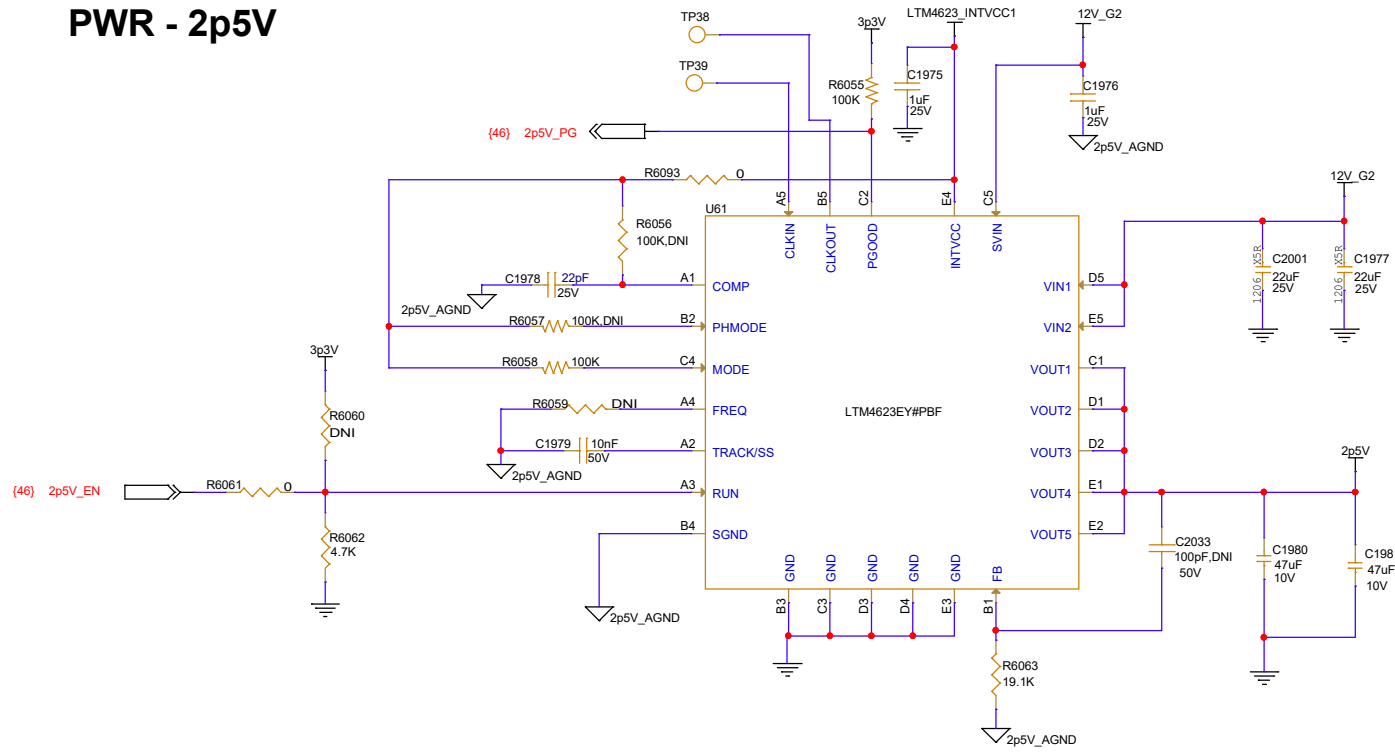 PWR - 2p5V
TP38
TP39
3p3V
LTM4623_INTVCC1
12V_G2
R6055
100K
C1975
1uF
25V
C1976
1uF
25V
2p5V_AGND
{46} 2p5V_PG
R6093 0
R6056
100K,DNI
C1978 22pF
25V
2p5V_AGND
R6057 100K,DNI
R6058 100K
R6059 DNI
C1979 10nF
50V
2p5V_AGND
3p3V
R6060
DNI
{46} 2p5V_EN
R6061 0
R6062
4.7K
2p5V_AGND
U61
A5 B5 C2 E4 C5
CLKIN CLKOUT PGOOD INTVCC SVIN
A1 COMP
B2 PHMODE
C4 MODE
A4 FREQ
A2 TRACK/SS
A3 RUN
B4 SGND
LTM4623EY#PBF
VIN1 D5
VIN2 E5
VOUT1 C1
VOUT2 D1
VOUT3 D2
VOUT4 E1
VOUT5 E2
GND GND GND GND GND FB
B3 C3 D3 D4 E3 B1
12V_G2
C2001
22uF
25V
1206 X5R
C1977
22uF
25V
1206 X5R
2p5V
C2033
100pF,DNI
50V
C1980
47uF
10V
C198
47uF
10V
R6063
19.1K
2p5V_AGND